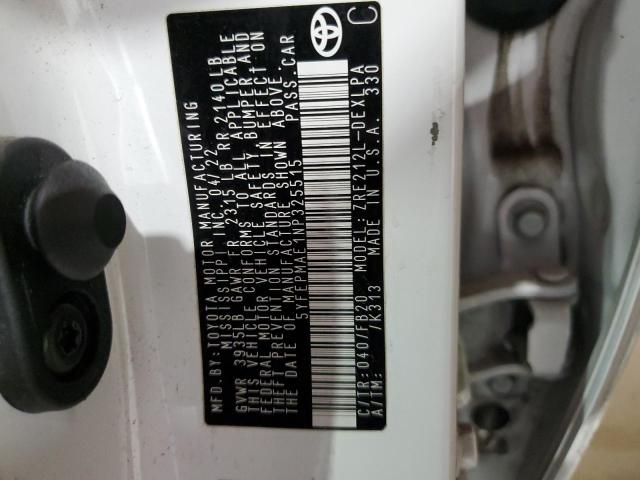 MFD. BY: TOYOTA MOTOR MANUFACTURING
MISSISSIPPI, INC. 04/22
GVWR 3935LB GAWR FR 2315 LB RR 2140LB
THIS VEHICLE CONFORMS TO ALL APPLICABLE
FEDERAL MOTOR VEHICLE SAFETY BUMPER AND
THEFT PREVENTION STANDARDS IN EFFECT ON
THE DATE OF MANUFACTURE SHOWN ABOVE.
5YFEPMAE1NP325515 PASS. CAR
C
C/TR: 040/FB20 MODEL: ZRE212L-DEXLPA
A/TM: /K313 MADE IN U.S.A. 330